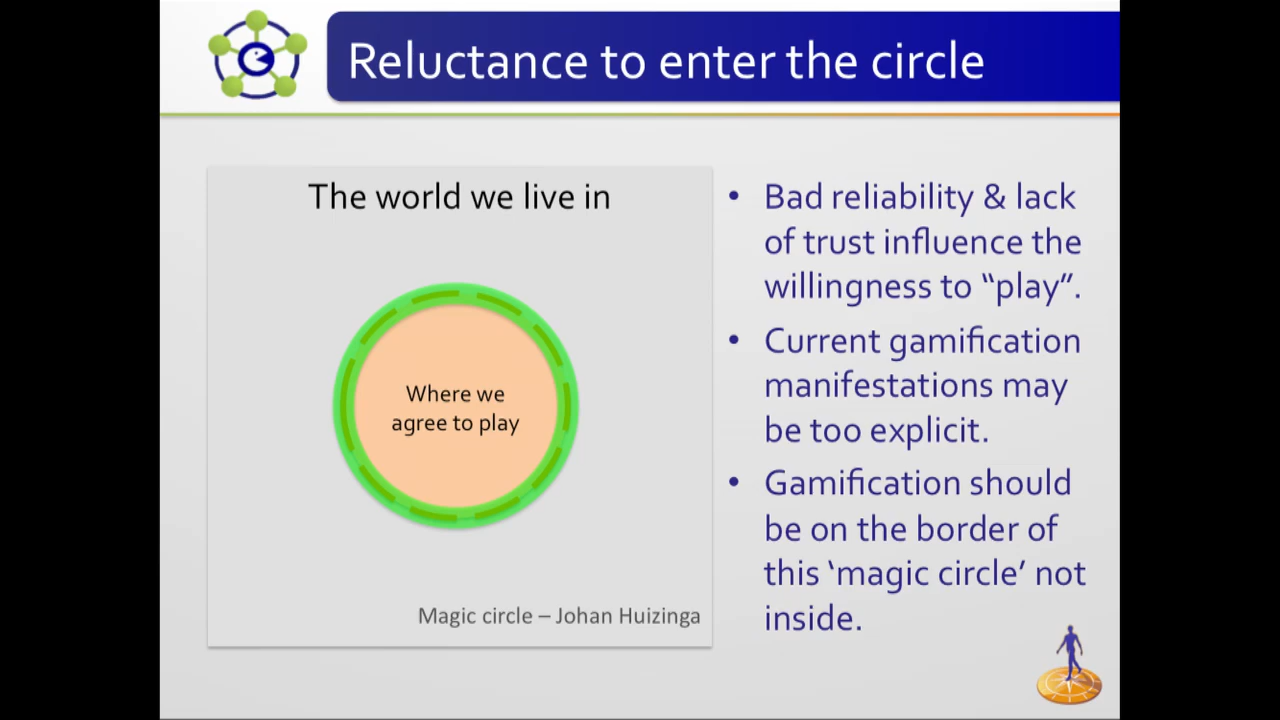 Reluctance to enter the circle
The world we live in
Where we
agree to play
Magic circle – Johan Huizinga
• Bad reliability & lack
of trust influence the
willingness to “play”.
• Current gamification
manifestations may
be too explicit.
• Gamification should
be on the border of
this ‘magic circle’ not
inside.